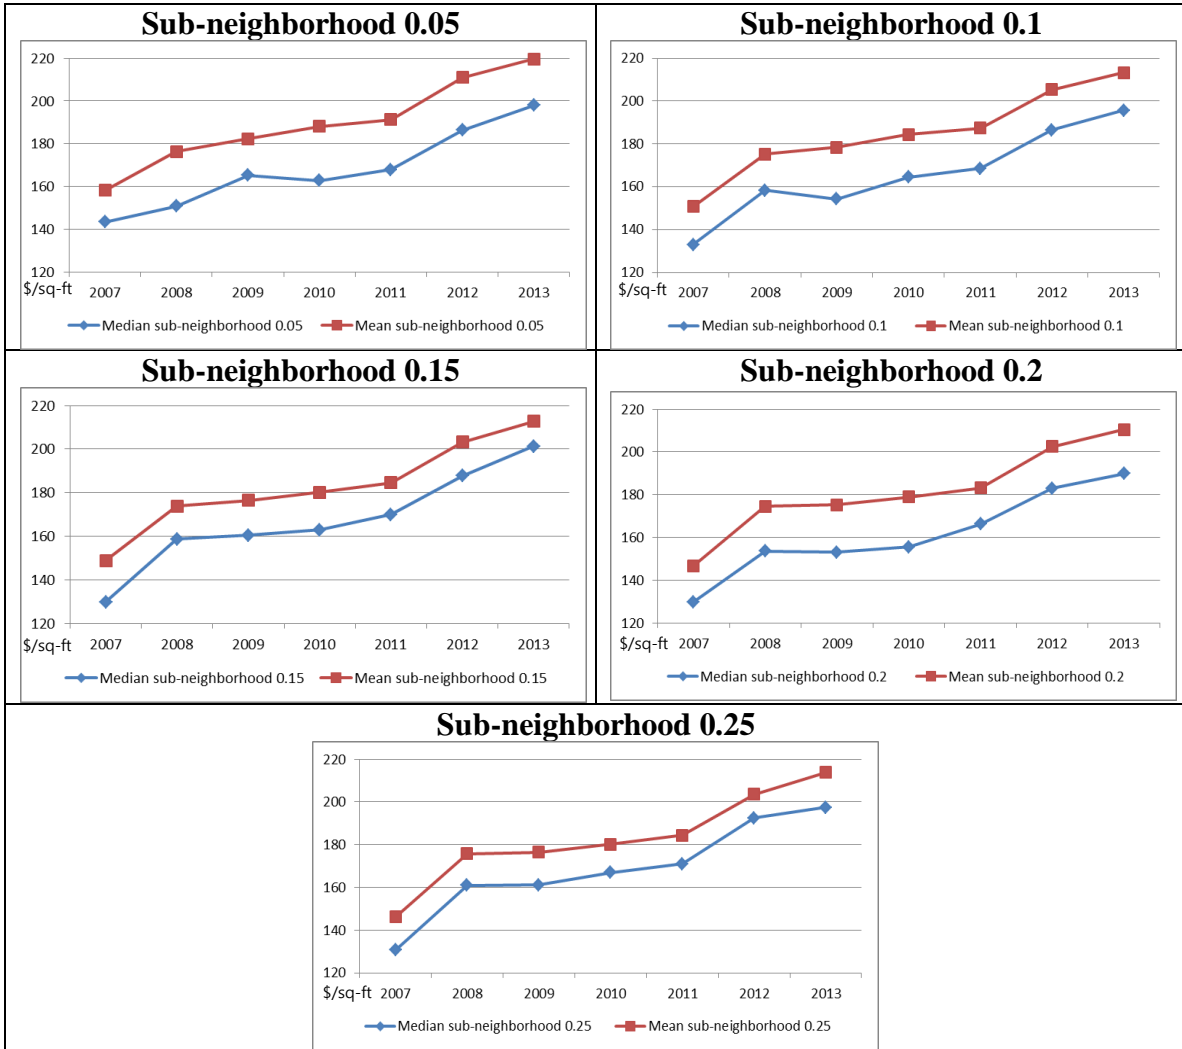 Sub-neighborhood 0.05
220
200
180
160
140
120
$/sq-ft 2007 2008 2009 2010 2011 2012 2013
Median sub-neighborhood 0.05 Mean sub-neighborhood 0.05
Sub-neighborhood 0.1
220
200
180
160
140
120
$/sq-ft 2007 2008 2009 2010 2011 2012 2013
Median sub-neighborhood 0.1 Mean sub-neighborhood 0.1
Sub-neighborhood 0.15
220
200
180
160
140
120
$/sq-ft 2007 2008 2009 2010 2011 2012 2013
Median sub-neighborhood 0.15 Mean sub-neighborhood 0.15
Sub-neighborhood 0.2
220
200
180
160
140
120
$/sq-ft 2007 2008 2009 2010 2011 2012 2013
Median sub-neighborhood 0.2 Mean sub-neighborhood 0.2
Sub-neighborhood 0.25
220
200
180
160
140
120
$/sq-ft 2007 2008 2009 2010 2011 2012 2013
Median sub-neighborhood 0.25 Mean sub-neighborhood 0.25